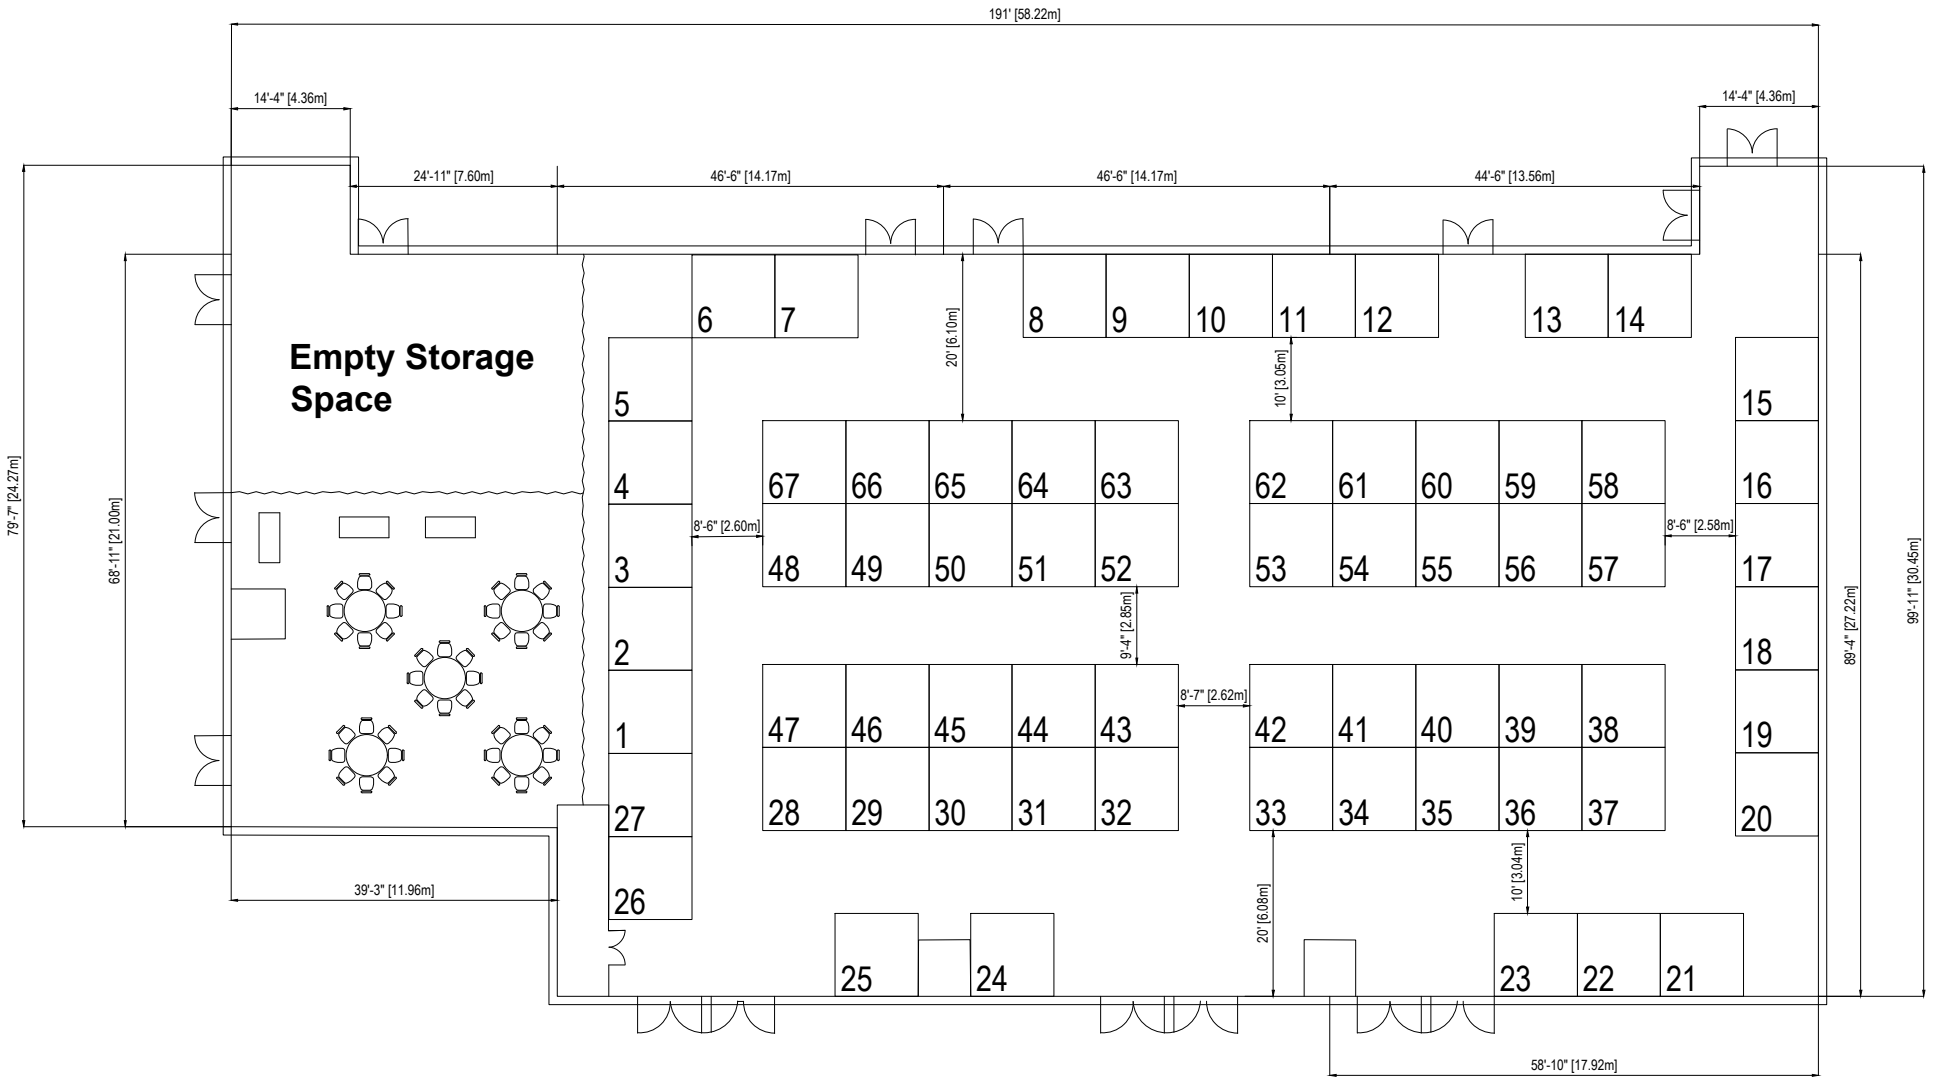 191' [58.22m]
14'-4" [4.36m]
14'-4" [4.36m]
24'-11" [7.60m]
46'-6" [14.17m]
46'-6" [14.17m]
44'-6" [13.56m]
6
7
8
9
10
11
12
13
14
20' [6.10m]
10' [3.05m]
Empty Storage
Space
5
15
4
67
66
65
64
63
62
61
60
59
58
16
79'-7" [24.27m]
68'-11" [21.00m]
8'-6" [2.60m]
8'-6" [2.58m]
3
48
49
50
51
52
53
54
55
56
57
17
99'-11" [30.45m]
89'-4" [27.22m]
9'-4" [2.85m]
2
18
8'-7" [2.62m]
1
47
46
45
44
43
42
41
40
39
38
19
27
28
29
30
31
32
33
34
35
36
37
20
39'-3" [11.96m]
26
20' [6.08m]
10' [3.04m]
25
24
23
22
21
58'-10" [17.92m]